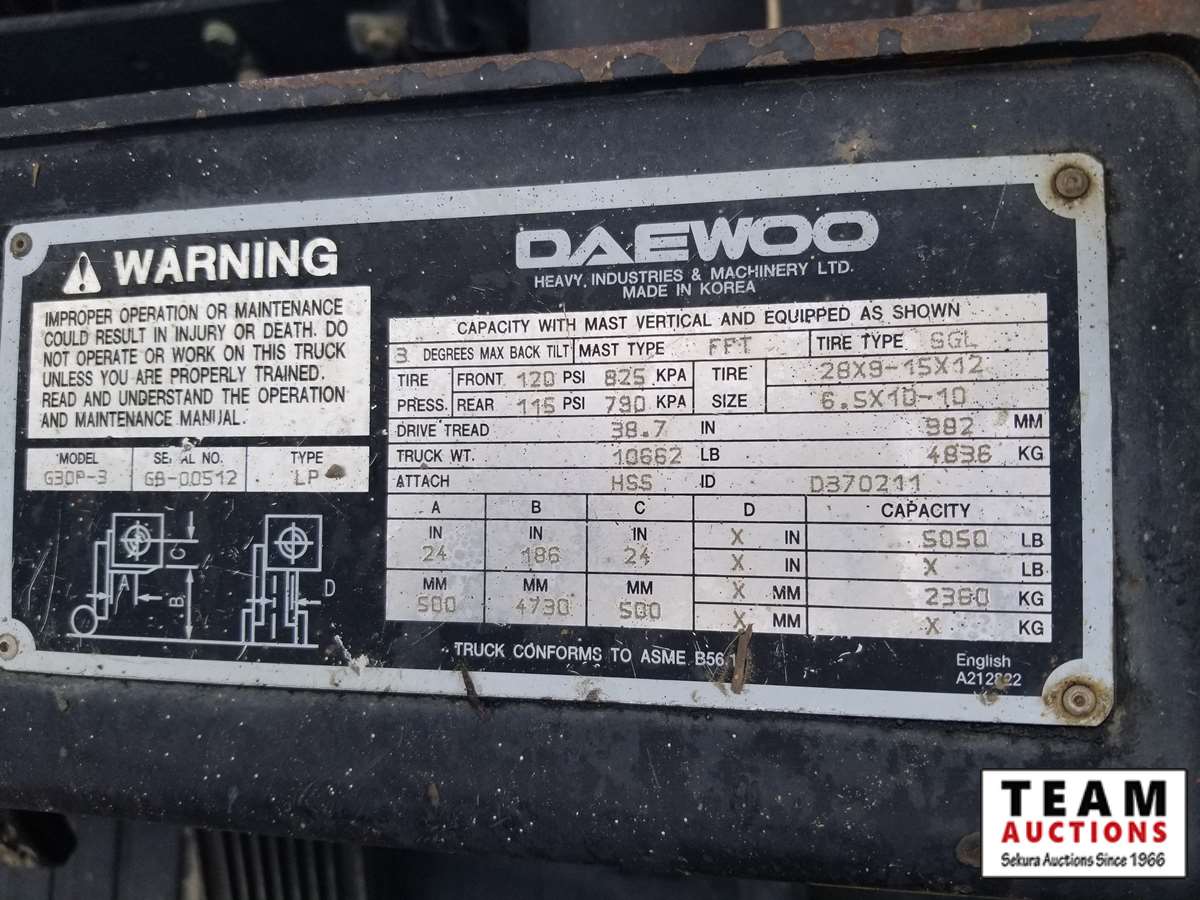 WARNING
IMPROPER OPERATION OR MAINTENANCE
COULD RESULT IN INJURY OR DEATH. DO
NOT OPERATE OR WORK ON THIS TRUCK
UNLESS YOU ARE PROPERLY TRAINED.
READ AND UNDERSTAND THE OPERATION
AND MAINTENANCE MANUAL.
MODEL SERIAL NO. TYPE
G30P-3 GB-00512 LP
A B C D
DAEWOO
HEAVY INDUSTRIES & MACHINERY LTD.
MADE IN KOREA
CAPACITY WITH MAST VERTICAL AND EQUIPPED AS SHOWN
3 DEGREES MAX BACK TILT MAST TYPE FFT TIRE TYPE SGL
TIRE FRONT 120 PSI 825 KPA TIRE 28X9-15X12
PRESS. REAR 115 PSI 790 KPA SIZE 6.5X10-10
DRIVE TREAD 38.7 IN 982 MM
TRUCK WT. 10662 LB 4836 KG
ATTACH HSS ID D370211
A B C D CAPACITY
IN IN IN X IN 5050 LB
24 186 24 X IN X LB
MM MM MM X MM 2360 KG
500 4730 500 X MM X KG
TRUCK CONFORMS TO ASME B56.1
English
A212822
TEAM
AUCTIONS
Sekura Auctions Since 1966